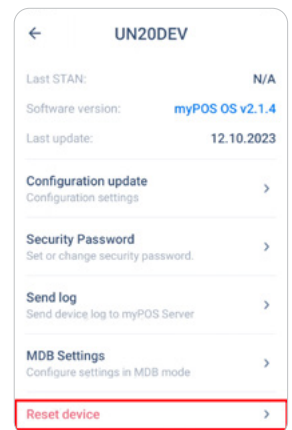 UN20DEV
Last STAN: N/A
Software version: myPOS OS v2.1.4
Last update: 12.10.2023
Configuration update
Configuration settings
Security Password
Set or change security password.
Send log
Send device log to myPOS Server
MDB Settings
Configure settings in MDB mode
Reset device